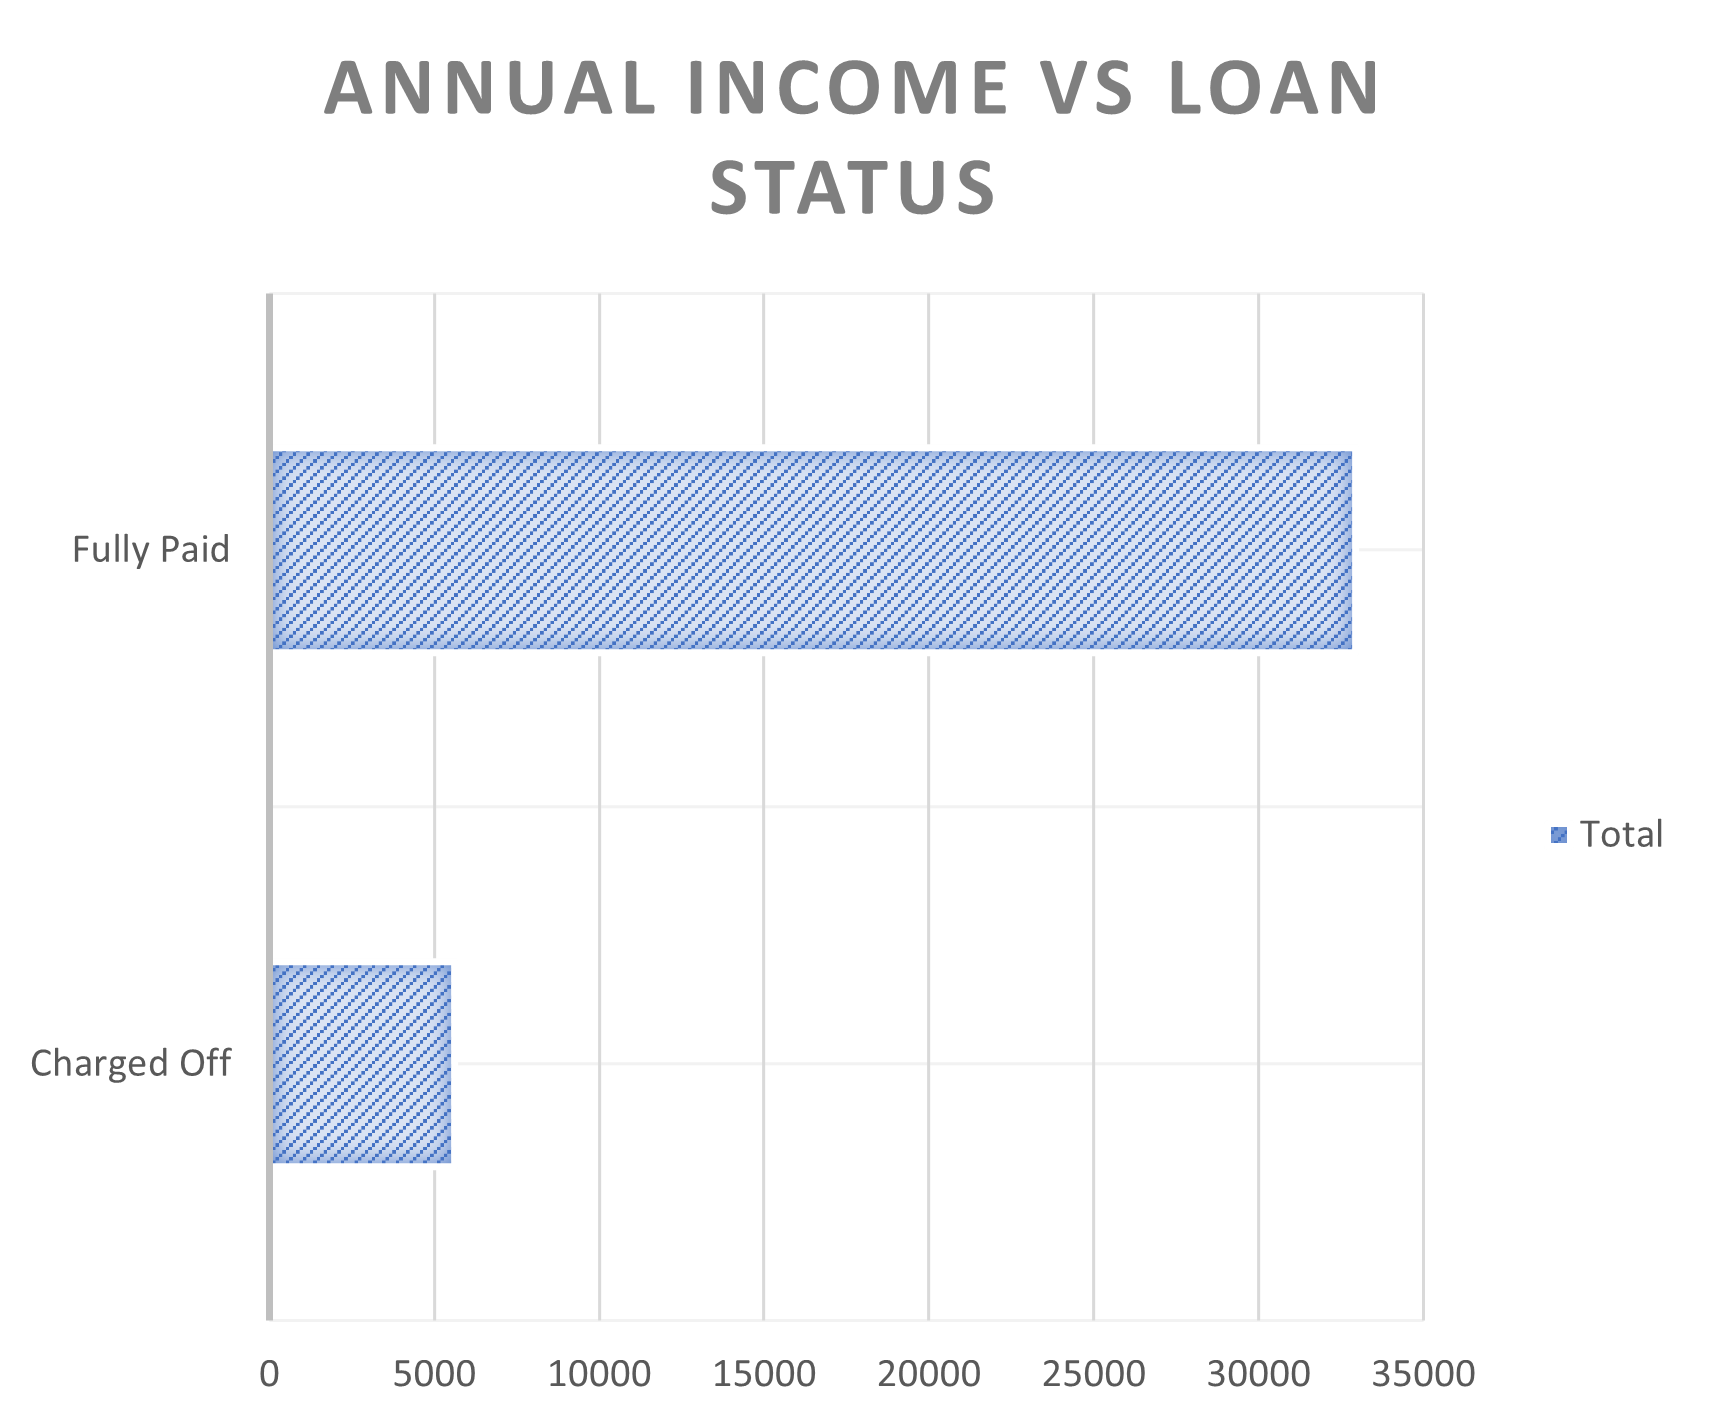 ANNUAL INCOME VS LOAN
STATUS
Fully Paid
Charged Off
0 5000 10000 15000 20000 25000 30000 35000
Total